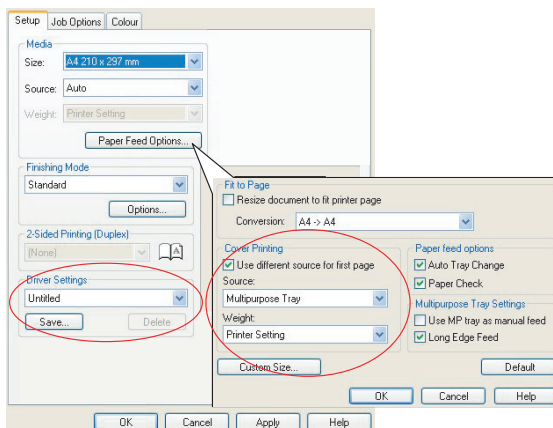 Setup Job Options Colour
Media
Size: A4 210 x 297 mm
Source: Auto
Weight: Printer Setting
Paper Feed Options...
Finishing Mode
Standard
Options...
2-Sided Printing (Duplex)
(None)
A
Driver Settings
Untitled
Save... Delete
OK Cancel Apply Help
Fit to Page
Resize document to fit printer page
Conversion: A4 -> A4
Cover Printing
Use different source for first page
Source:
Multipurpose Tray
Weight:
Printer Setting
Custom Size...
Paper feed options
Auto Tray Change
Paper Check
Multipurpose Tray Settings
Use MP tray as manual feed
Long Edge Feed
Default
OK Cancel Help